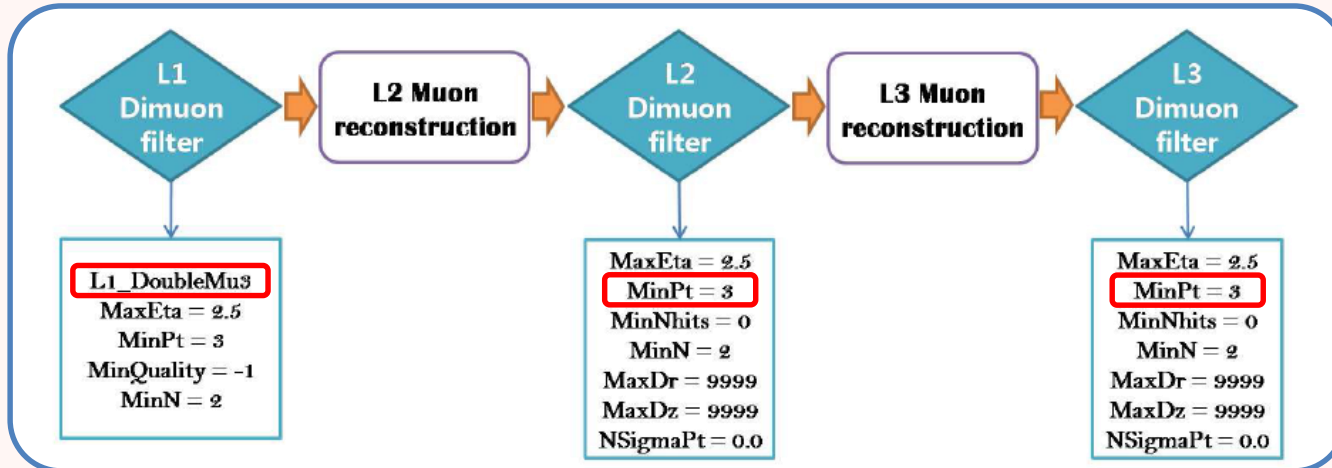 L1
Dimuon
filter
L2 Muon
reconstruction
L2
Dimuon
filter
L3 Muon
reconstruction
L3
Dimuon
filter
L1_DoubleMu3
MaxEta = 2.5
MinPt = 3
MinQuality = -1
MinN = 2
MaxEta = 2.5
MinPt = 3
MinNhits = 0
MinN = 2
MaxDr = 9999
MaxDz = 9999
NSigmaPt = 0.0
MaxEta = 2.5
MinPt = 3
MinNhits = 0
MinN = 2
MaxDr = 9999
MaxDz = 9999
NSigmaPt = 0.0